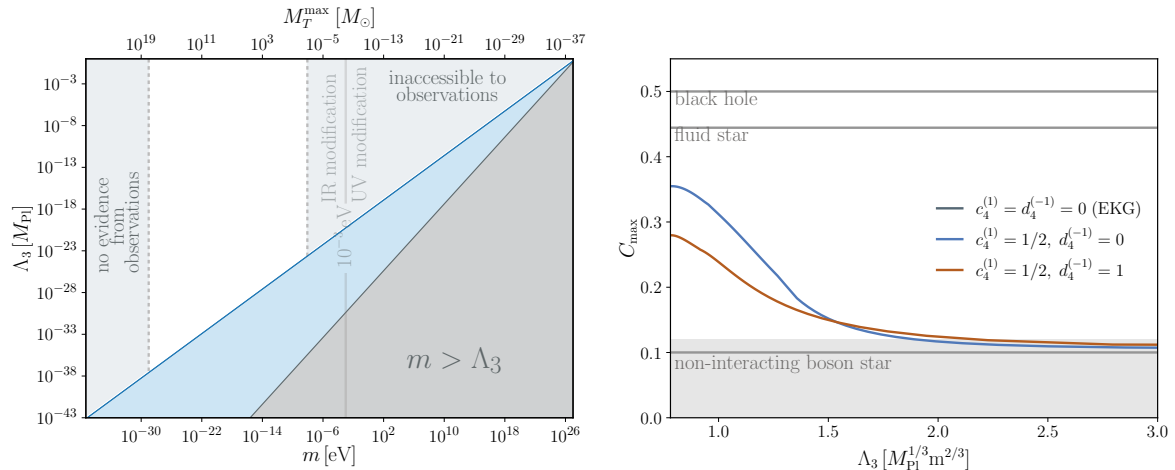 M_T^max [M_⊙]
10^19 10^11 10^3 10^−5 10^−13 10^−21 10^−29 10^−37
10^−3
10^−8
10^−13
10^−18
10^−23
10^−28
10^−33
10^−38
10^−43
Λ_3 [M_Pl]
no evidence
from
observations
IR modification
UV modification
inaccessible to
observations
m > Λ_3
10^−30 10^−22 10^−14 10^−6 10^2 10^10 10^18 10^26
m [eV]
0.5
0.4
0.3
0.2
0.1
0.0
C_max
black hole
fluid star
c_4^(1) = d_4^(−1) = 0 (EKG)
c_4^(1) = 1/2, d_4^(−1) = 0
c_4^(1) = 1/2, d_4^(−1) = 1
non-interacting boson star
1.0 1.5 2.0 2.5 3.0
Λ_3 [M_Pl^1/3 m^2/3]